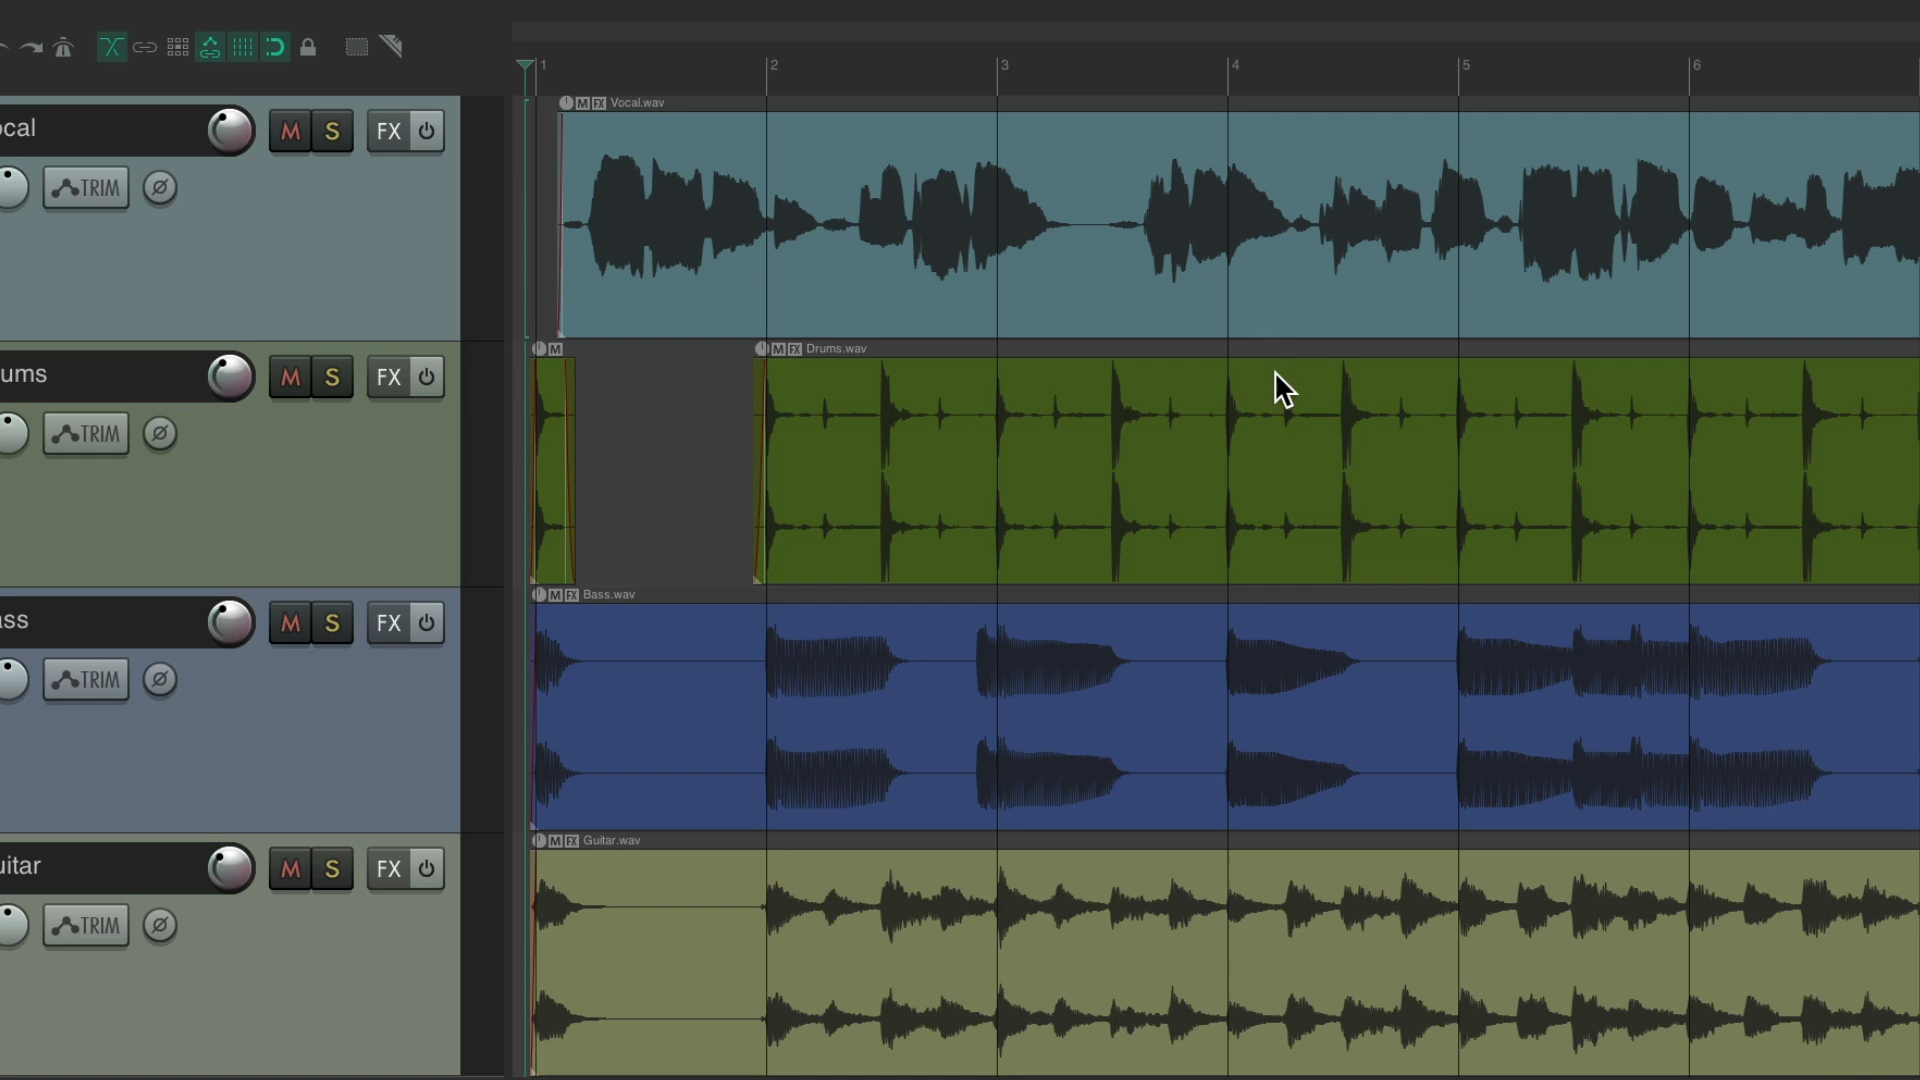 1 2 3 4 5 6
M FX Vocal.wav
ocal M S FX
TRIM
M
M FX Drums.wav
ums M S FX
TRIM
M FX Bass.wav
ass M S FX
TRIM
M FX Guitar.wav
uitar M S FX
TRIM